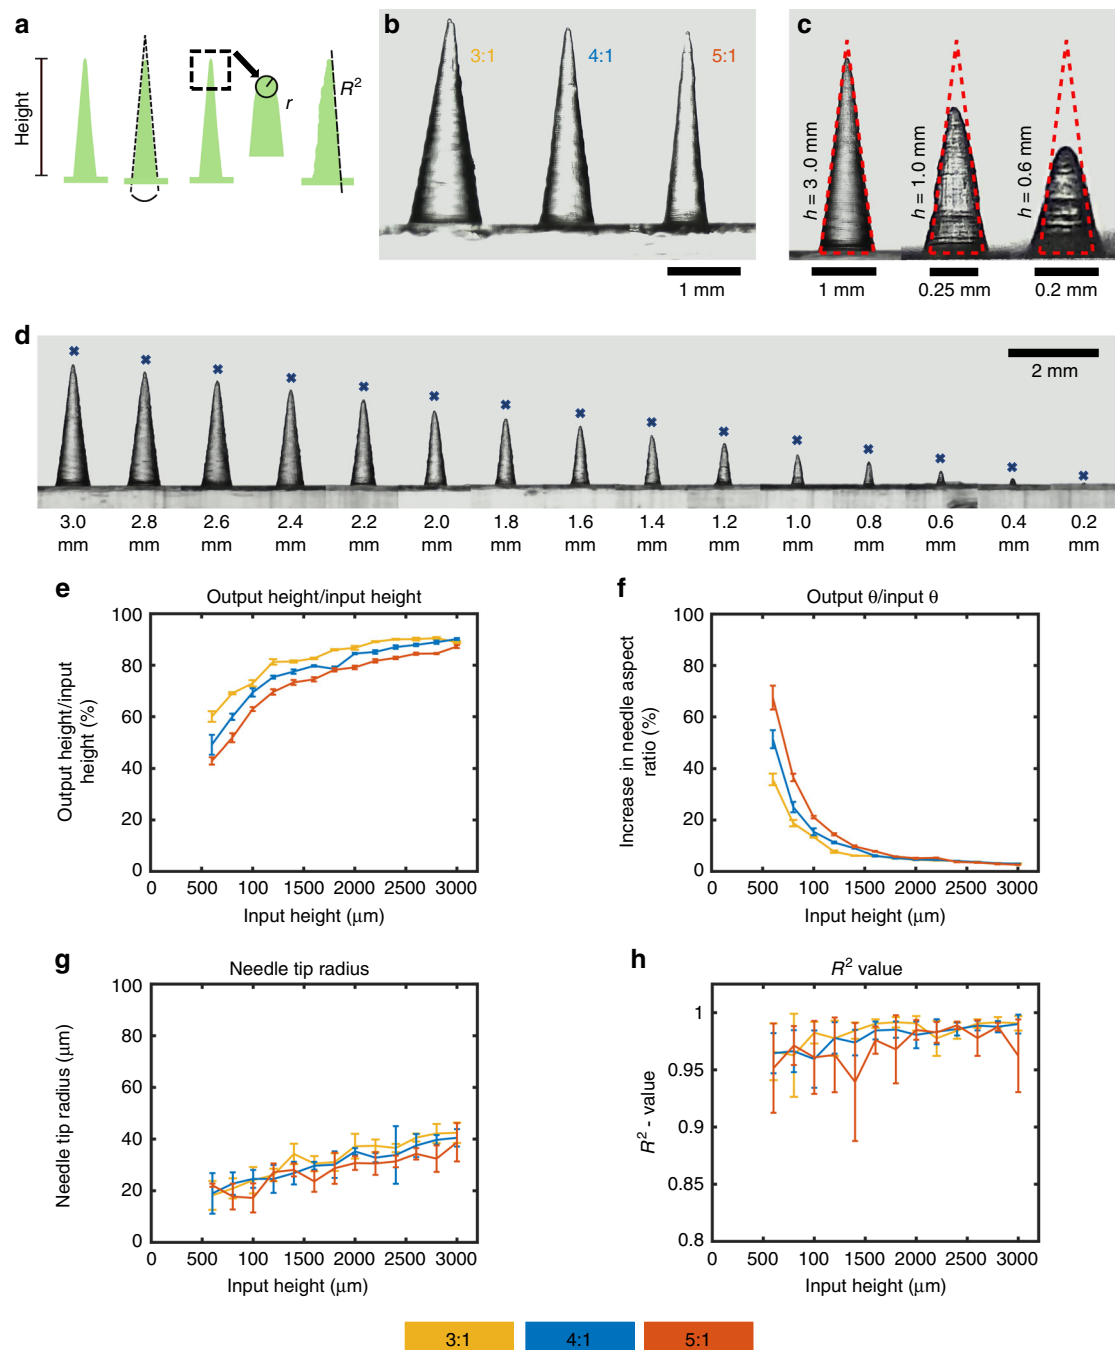 a
Height
r
R²
b
3:1
4:1
5:1
1 mm
c
h = 3.0 mm
h = 1.0 mm
h = 0.6 mm
1 mm
0.25 mm
0.2 mm
d
2 mm
3.0 mm
2.8 mm
2.6 mm
2.4 mm
2.2 mm
2.0 mm
1.8 mm
1.6 mm
1.4 mm
1.2 mm
1.0 mm
0.8 mm
0.6 mm
0.4 mm
0.2 mm
e
Output height/input height
Output height/input
height (%)
100
80
60
40
20
0
0 500 100 1500 2000 2500 3000
Input height (μm)
f
Output θ/input θ
Increase in needle aspect
ratio (%)
100
80
60
40
20
0
0 500 100 1500 2000 2500 3000
Input height (μm)
g
Needle tip radius
Needle tip radius (μm)
100
80
60
40
20
0
0 500 100 1500 2000 2500 3000
Input height (μm)
h
R² value
R² - value
1
0.95
0.9
0.85
0.8
500 100 1500 2000 2500 3000
Input height (μm)
3:1
4:1
5:1